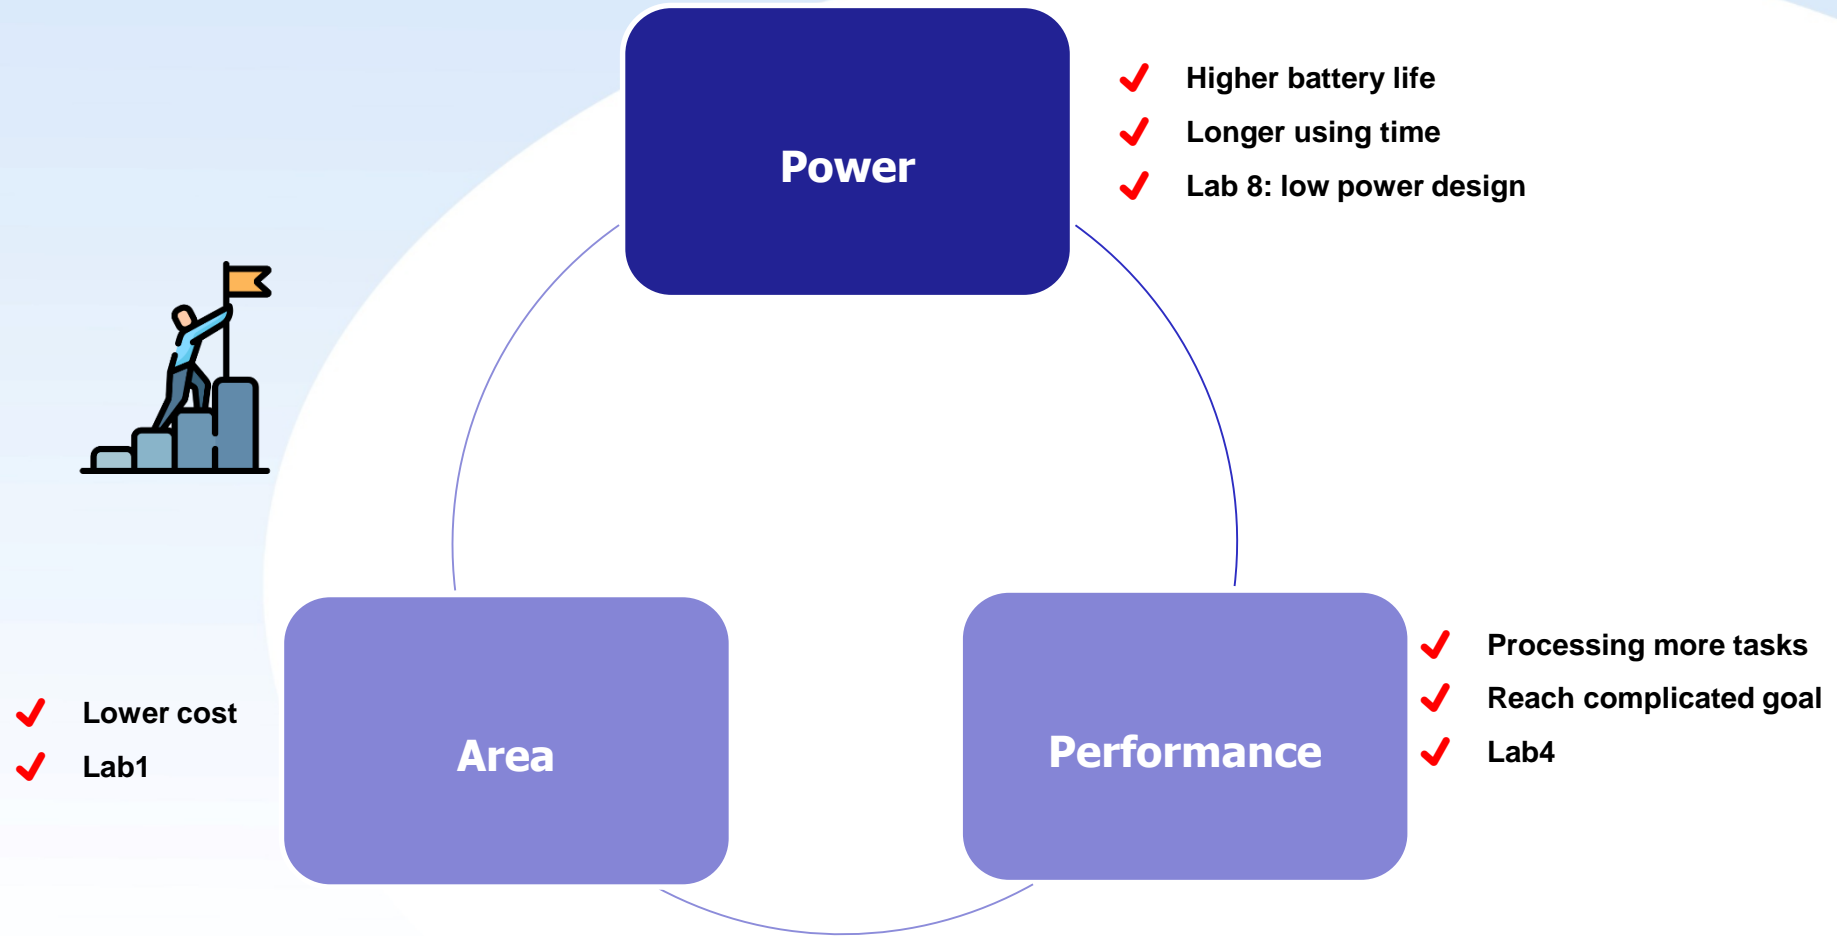 Power
Higher battery life
Longer using time
Lab 8: low power design
Area
Lower cost
Lab1
Performance
Processing more tasks
Reach complicated goal
Lab4